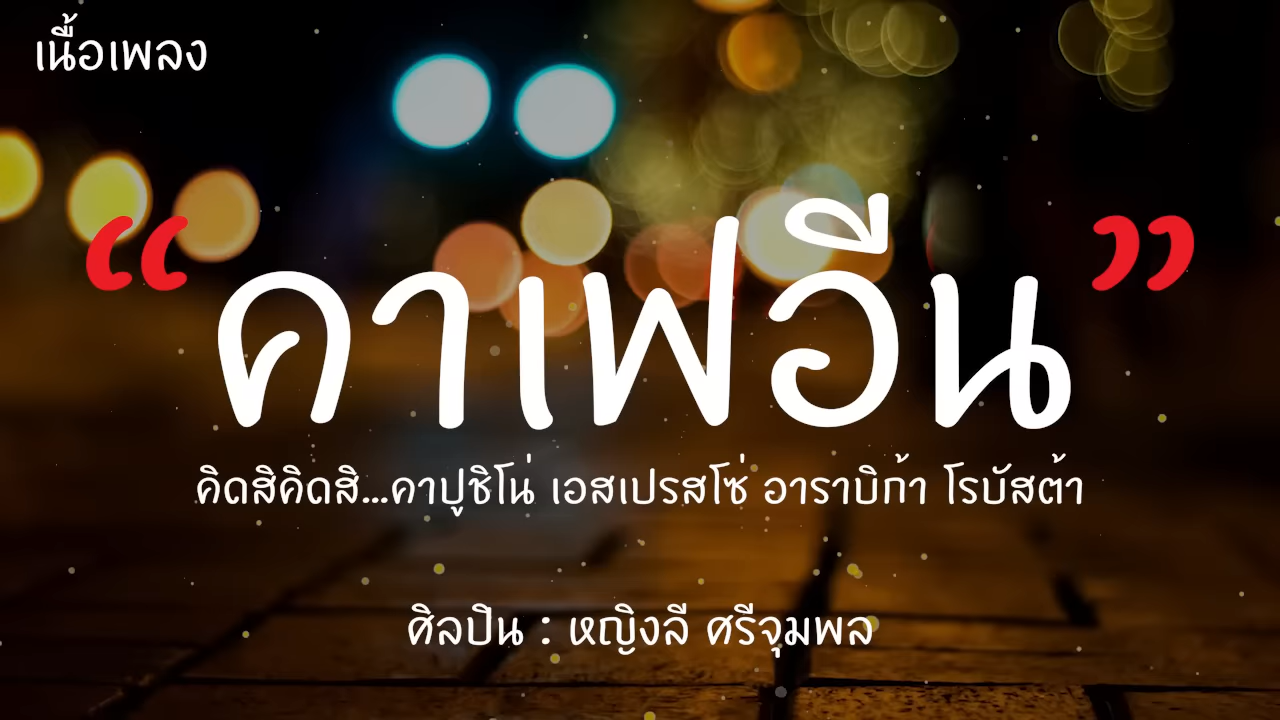 เนื้อเพลง
“คาเฟอีน”
คิดสิคิดสิ...คาปูชิโน่ เอสเปรสโซ่ อาราบิก้า โรบัสต้า
ศิลปิน : หญิงลี ศรีจุมพล